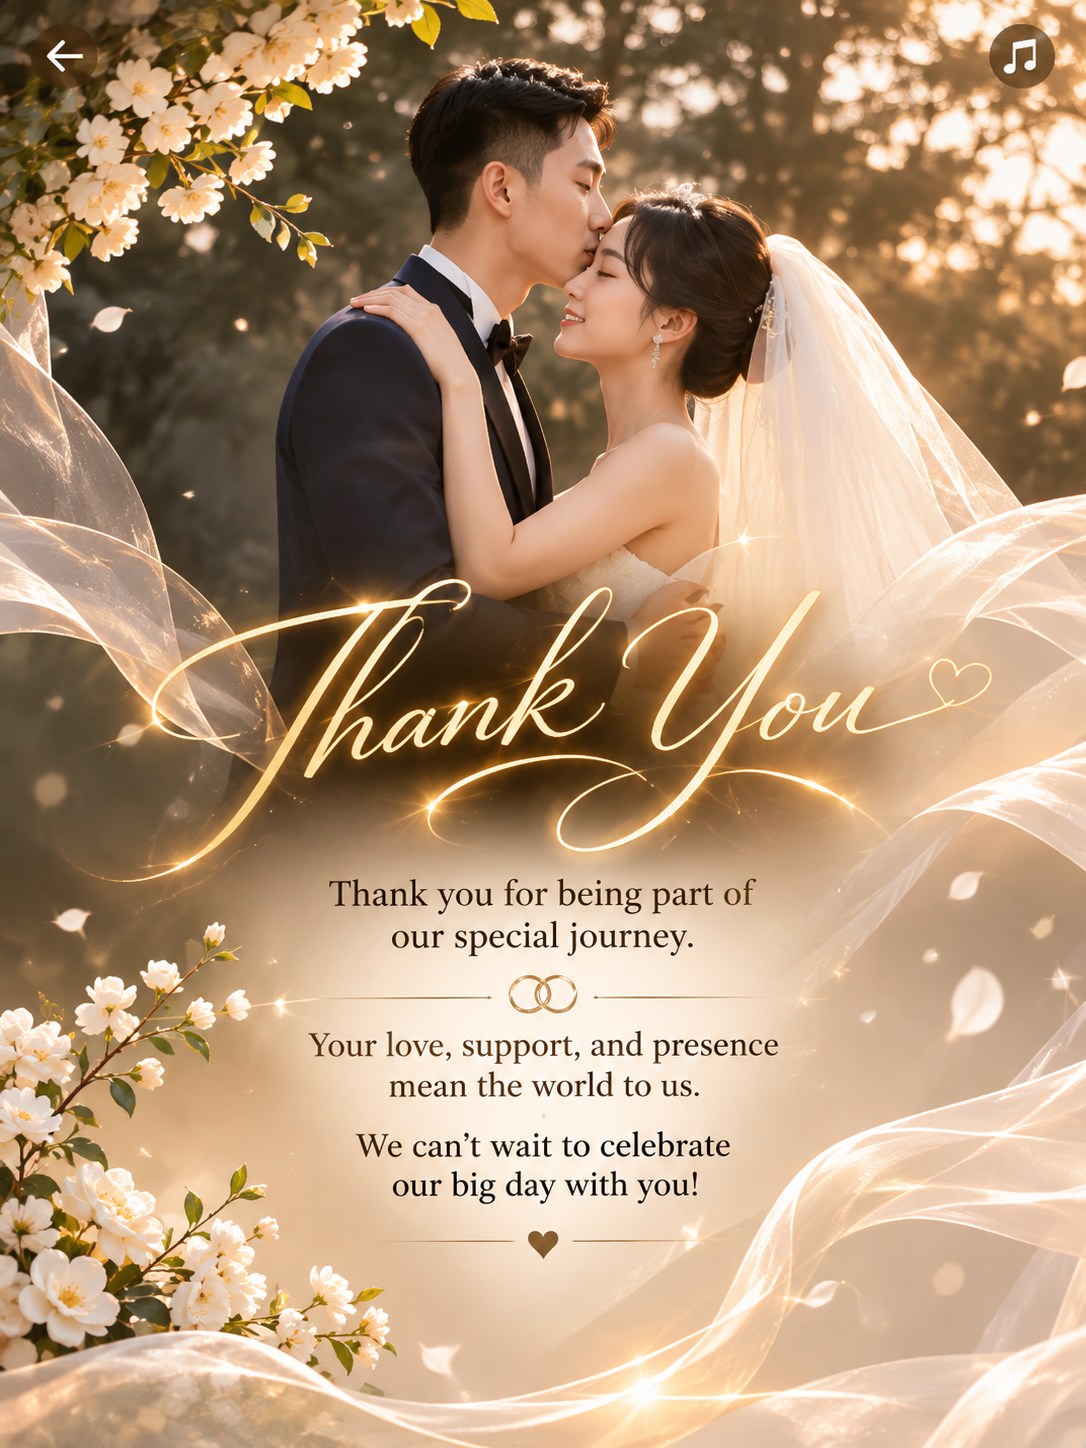 Thank You
Thank you for being part of
our special journey.
Your love, support, and presence
mean the world to us.
We can't wait to celebrate
our big day with you!